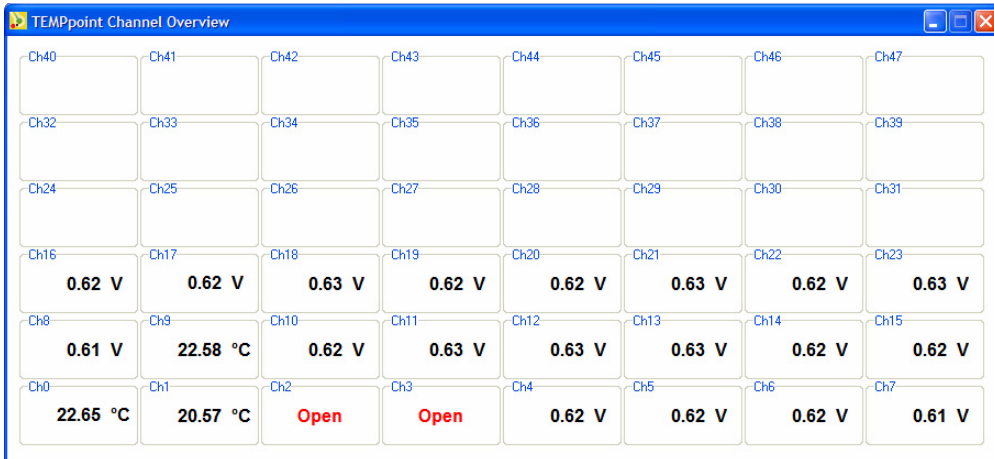 TEMPpoint Channel Overview
Ch40 Ch41 Ch42 Ch43 Ch44 Ch45 Ch46 Ch47
Ch32 Ch33 Ch34 Ch35 Ch36 Ch37 Ch38 Ch39
Ch24 Ch25 Ch26 Ch27 Ch28 Ch29 Ch30 Ch31
Ch16 Ch17 Ch18 Ch19 Ch20 Ch21 Ch22 Ch23
0.62 V 0.62 V 0.63 V 0.62 V 0.62 V 0.63 V 0.62 V 0.63 V
Ch8 Ch9 Ch10 Ch11 Ch12 Ch13 Ch14 Ch15
0.61 V 22.58 °C 0.62 V 0.63 V 0.63 V 0.63 V 0.62 V 0.62 V
Ch0 Ch1 Ch2 Ch3 Ch4 Ch5 Ch6 Ch7
22.65 °C 20.57 °C Open Open 0.62 V 0.62 V 0.62 V 0.61 V